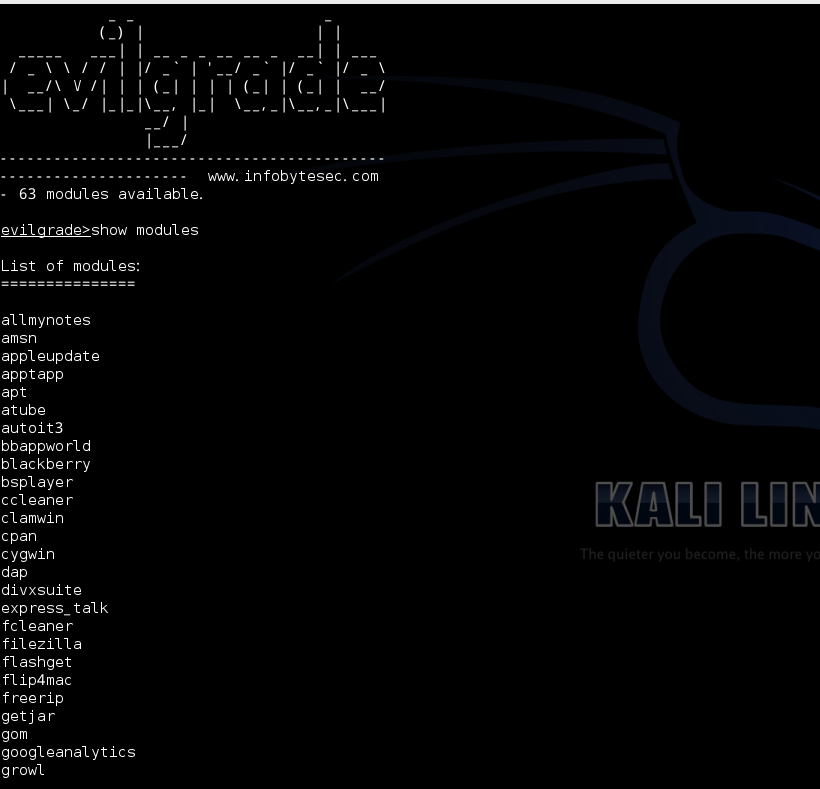 evilgrade
------------------------------------------
--------------------- www.infobytesec.com
- 63 modules available.
evilgrade>show modules
List of modules:
===============
allmynotes
amsn
appleupdate
apptapp
apt
atube
autoit3
bbappworld
blackberry
bsplayer
ccleaner
clamwin
cpan
cygwin
dap
divxsuite
express_talk
fcleaner
filezilla
flashget
flip4mac
freerip
getjar
gom
googleanalytics
growl
KALI LIN
The quieter you become, the more yo